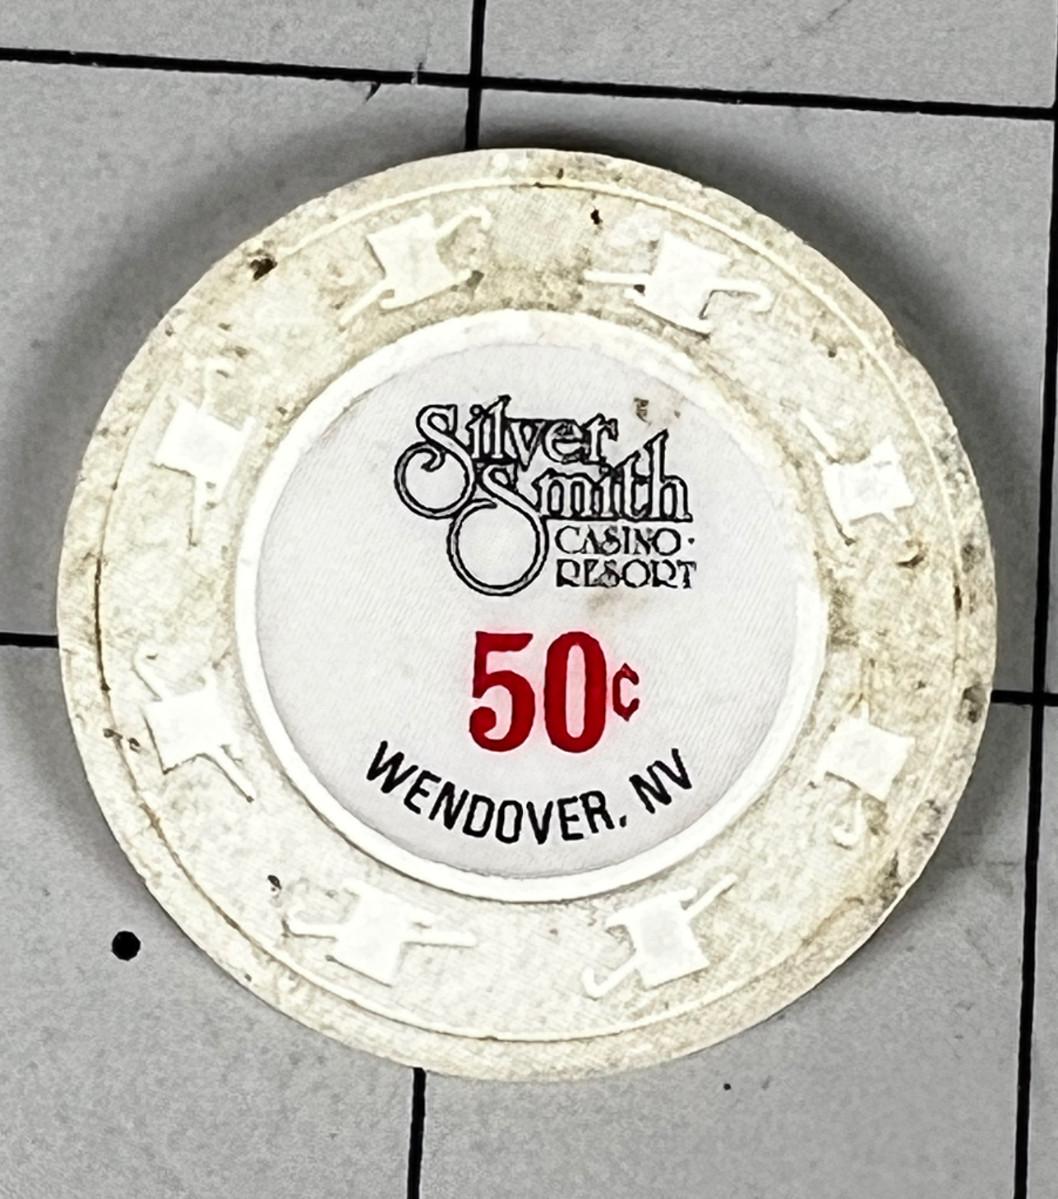 Silver
Smith
CASINO·
RESORT
50¢
WENDOVER, NV